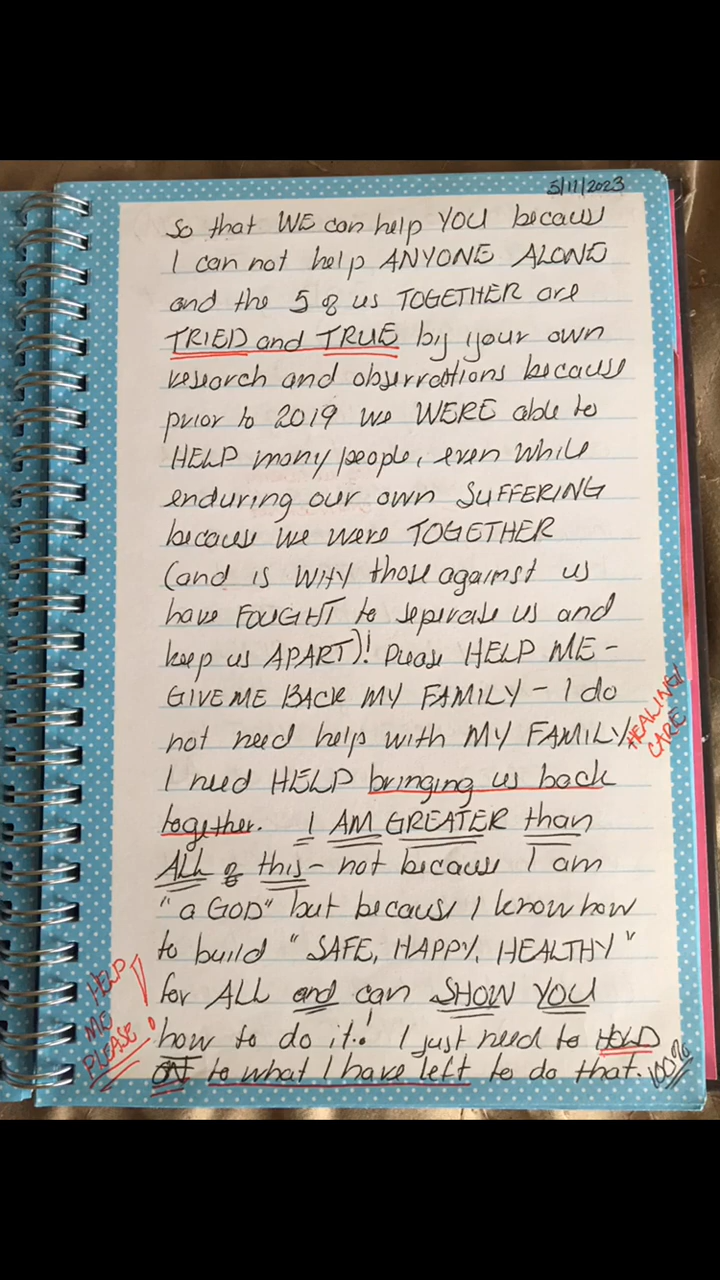 5/11/2023
So that WE can help YOU becaus
I can not help ANYONE ALONE
and the 5 of us TOGETHER are
TRIED and TRUE by your own
research and observations because
prior to 2019 we WERE able to
HELP many people, even while
enduring our own SUFFERING
because we were TOGETHER
(and is WHY those against us
have FOUGHT to seperate us and
keep us APART)! Please HELP ME -
GIVE ME BACK MY FAMILY - I do
not need help with MY FAMILY,
HEALING/
CARE
I need HELP bringing us back
together. I AM GREATER than
ALL of this - not because I am
"a GOD" but because I know how
to build "SAFE, HAPPY, HEALTHY"
for ALL and can SHOW YOU
how to do it! I just need to HOLD
ON to what I have left to do that. 100%
HELP
ME
PLEASE!